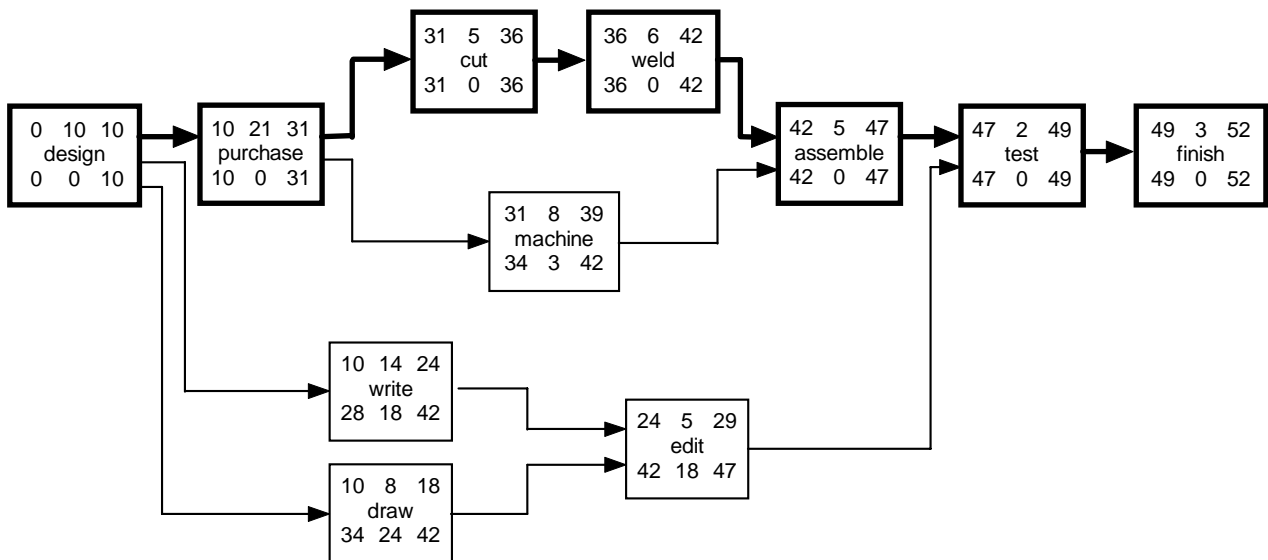 31 5 36
cut
31 0 36
36 6 42
weld
36 0 42
0 10 10
design
0 0 10
10 21 31
purchase
10 0 31
42 5 47
assemble
42 0 47
47 2 49
test
47 0 49
49 3 52
finish
49 0 52
31 8 39
machine
34 3 42
10 14 24
write
28 18 42
24 5 29
edit
42 18 47
10 8 18
draw
34 24 42